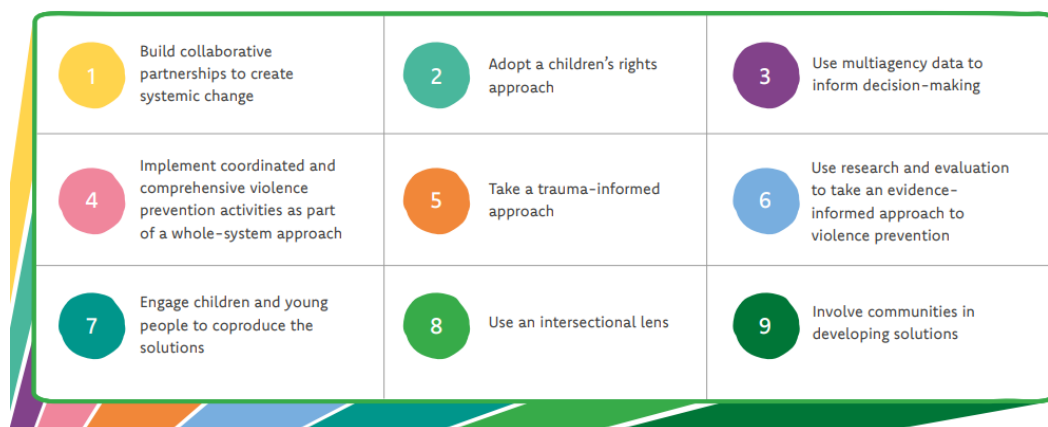 1
Build collaborative
partnerships to create
systemic change
2
Adopt a children's rights
approach
3
Use multiagency data to
inform decision-making
4
Implement coordinated and
comprehensive violence
prevention activities as part
of a whole-system approach
5
Take a trauma-informed
approach
6
Use research and evaluation
to take an evidence-
informed approach to
violence prevention
7
Engage children and young
people to coproduce the
solutions
8
Use an intersectional lens
9
Involve communities in
developing solutions